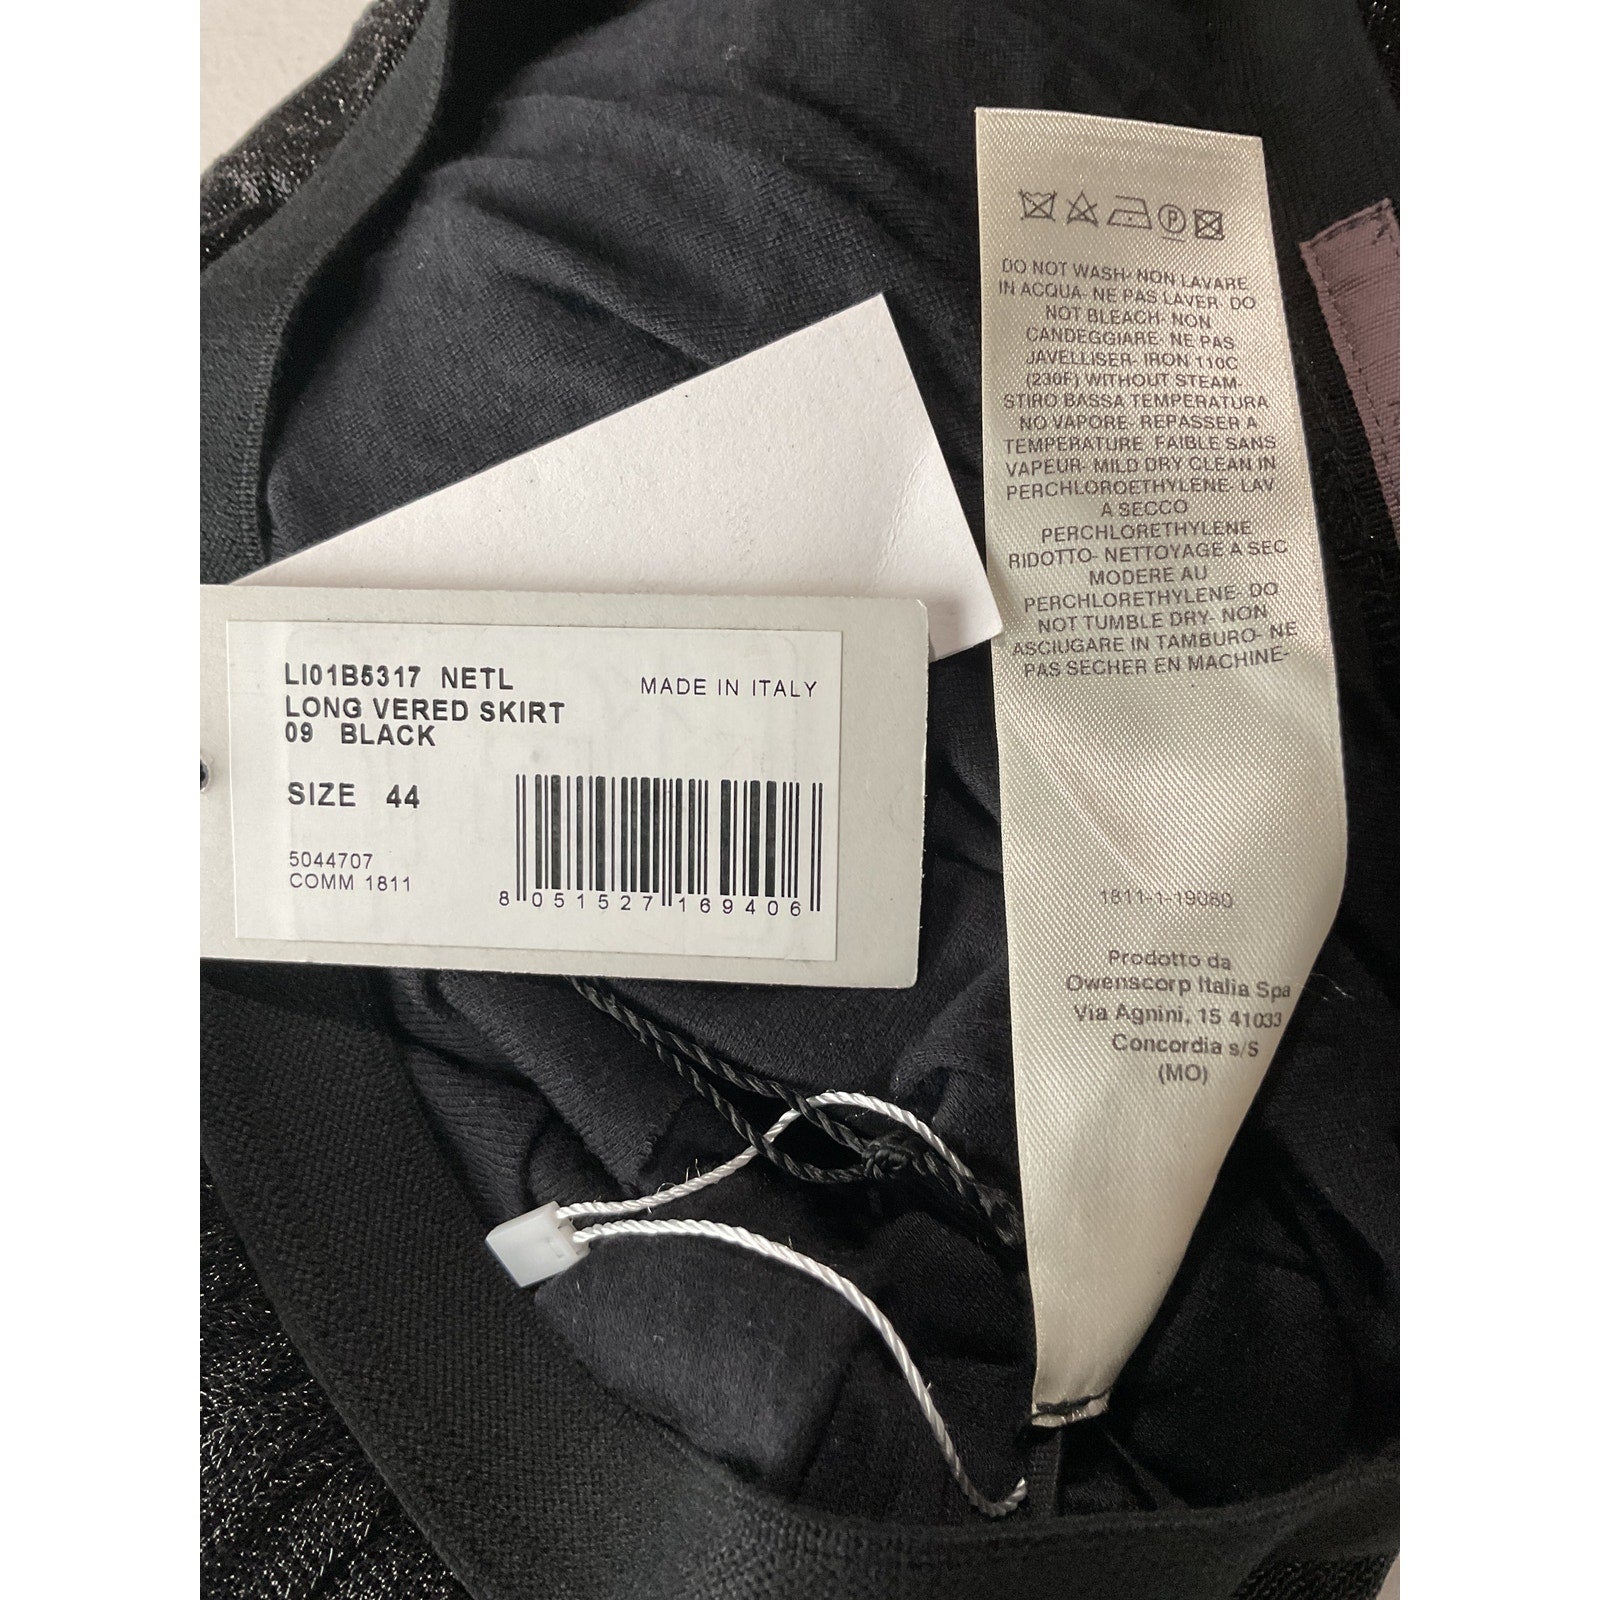 LI01B5317 NETL
MADE IN ITALY
LONG VERED SKIRT
09 BLACK
SIZE 44
5044707
COMM 1811
8 051527 169406
P
DO NOT WASH- NON LAVARE
IN ACQUA- NE PAS LAVER- DO
NOT BLEACH- NON
CANDEGGIARE- NE PAS
JAVELLISER- IRON 110C
(230F) WITHOUT STEAM-
STIRO BASSA TEMPERATURA
NO VAPORE- REPASSER A
TEMPERATURE FAIBLE SANS
VAPEUR- MILD DRY CLEAN IN
PERCHLOROETHYLENE- LAV
A SECCO
PERCHLORETHYLENE
RIDOTTO- NETTOYAGE A SEC
MODERE AU
PERCHLORETHYLENE- DO
NOT TUMBLE DRY- NON
ASCIUGARE IN TAMBURO- NE
PAS SECHER EN MACHINE-
1811-1-19080
Prodotto da
Owenscorp Italia Spa
Via Agnini, 15 41033
Concordia s/S
(MO)